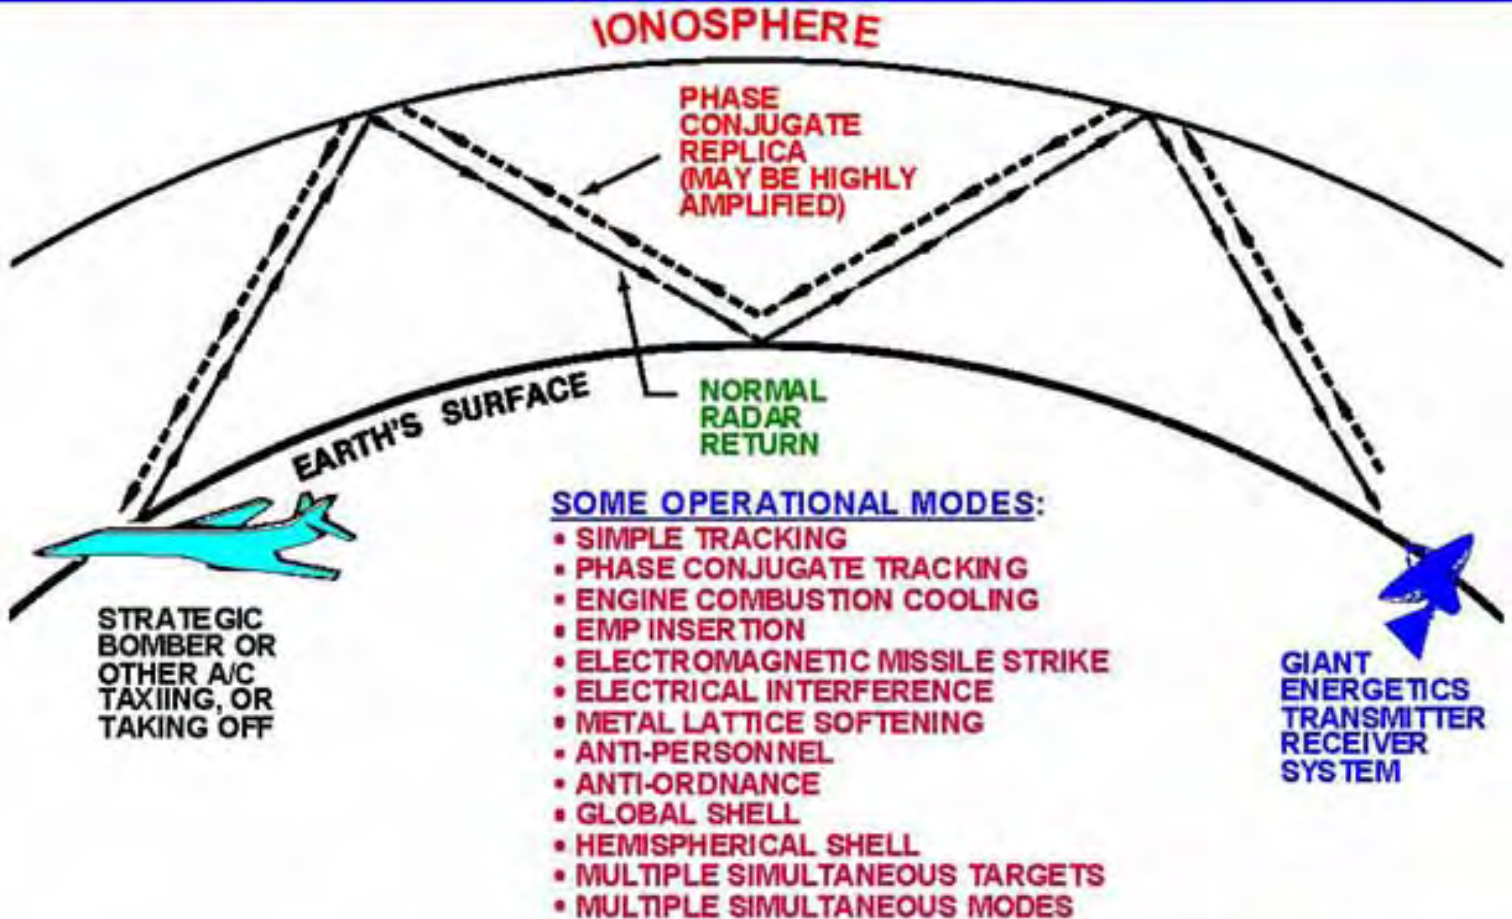 IONOSPHERE
PHASE
CONJUGATE
REPLICA
(MAY BE HIGHLY
AMPLIFIED)
EARTH'S SURFACE
NORMAL
RADAR
RETURN
STRATEGIC
BOMBER OR
OTHER A/C
TAXIING, OR
TAKING OFF
SOME OPERATIONAL MODES:
• SIMPLE TRACKING
• PHASE CONJUGATE TRACKING
• ENGINE COMBUSTION COOLING
• EMP INSERTION
• ELECTROMAGNETIC MISSILE STRIKE
• ELECTRICAL INTERFERENCE
• METAL LATTICE SOFTENING
• ANTI-PERSONNEL
• ANTI-ORDNANCE
• GLOBAL SHELL
• HEMISPHERICAL SHELL
• MULTIPLE SIMULTANEOUS TARGETS
• MULTIPLE SIMULTANEOUS MODES
GIANT
ENERGETICS
TRANSMITTER
RECEIVER
SYSTEM